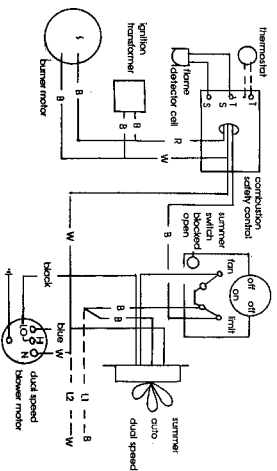 thermostat
T
T
S
S
combustion
safety control
flame
detector cell
ignition
transformer
burner motor
B
B
B
B
R
W
W
B
summer
switch
blocked
open
fan
limit
off
off
on
B
B
black
blue
W
LO
H
N
dual speed
blower motor
L1
B
L2
W
summer
auto
dual speed